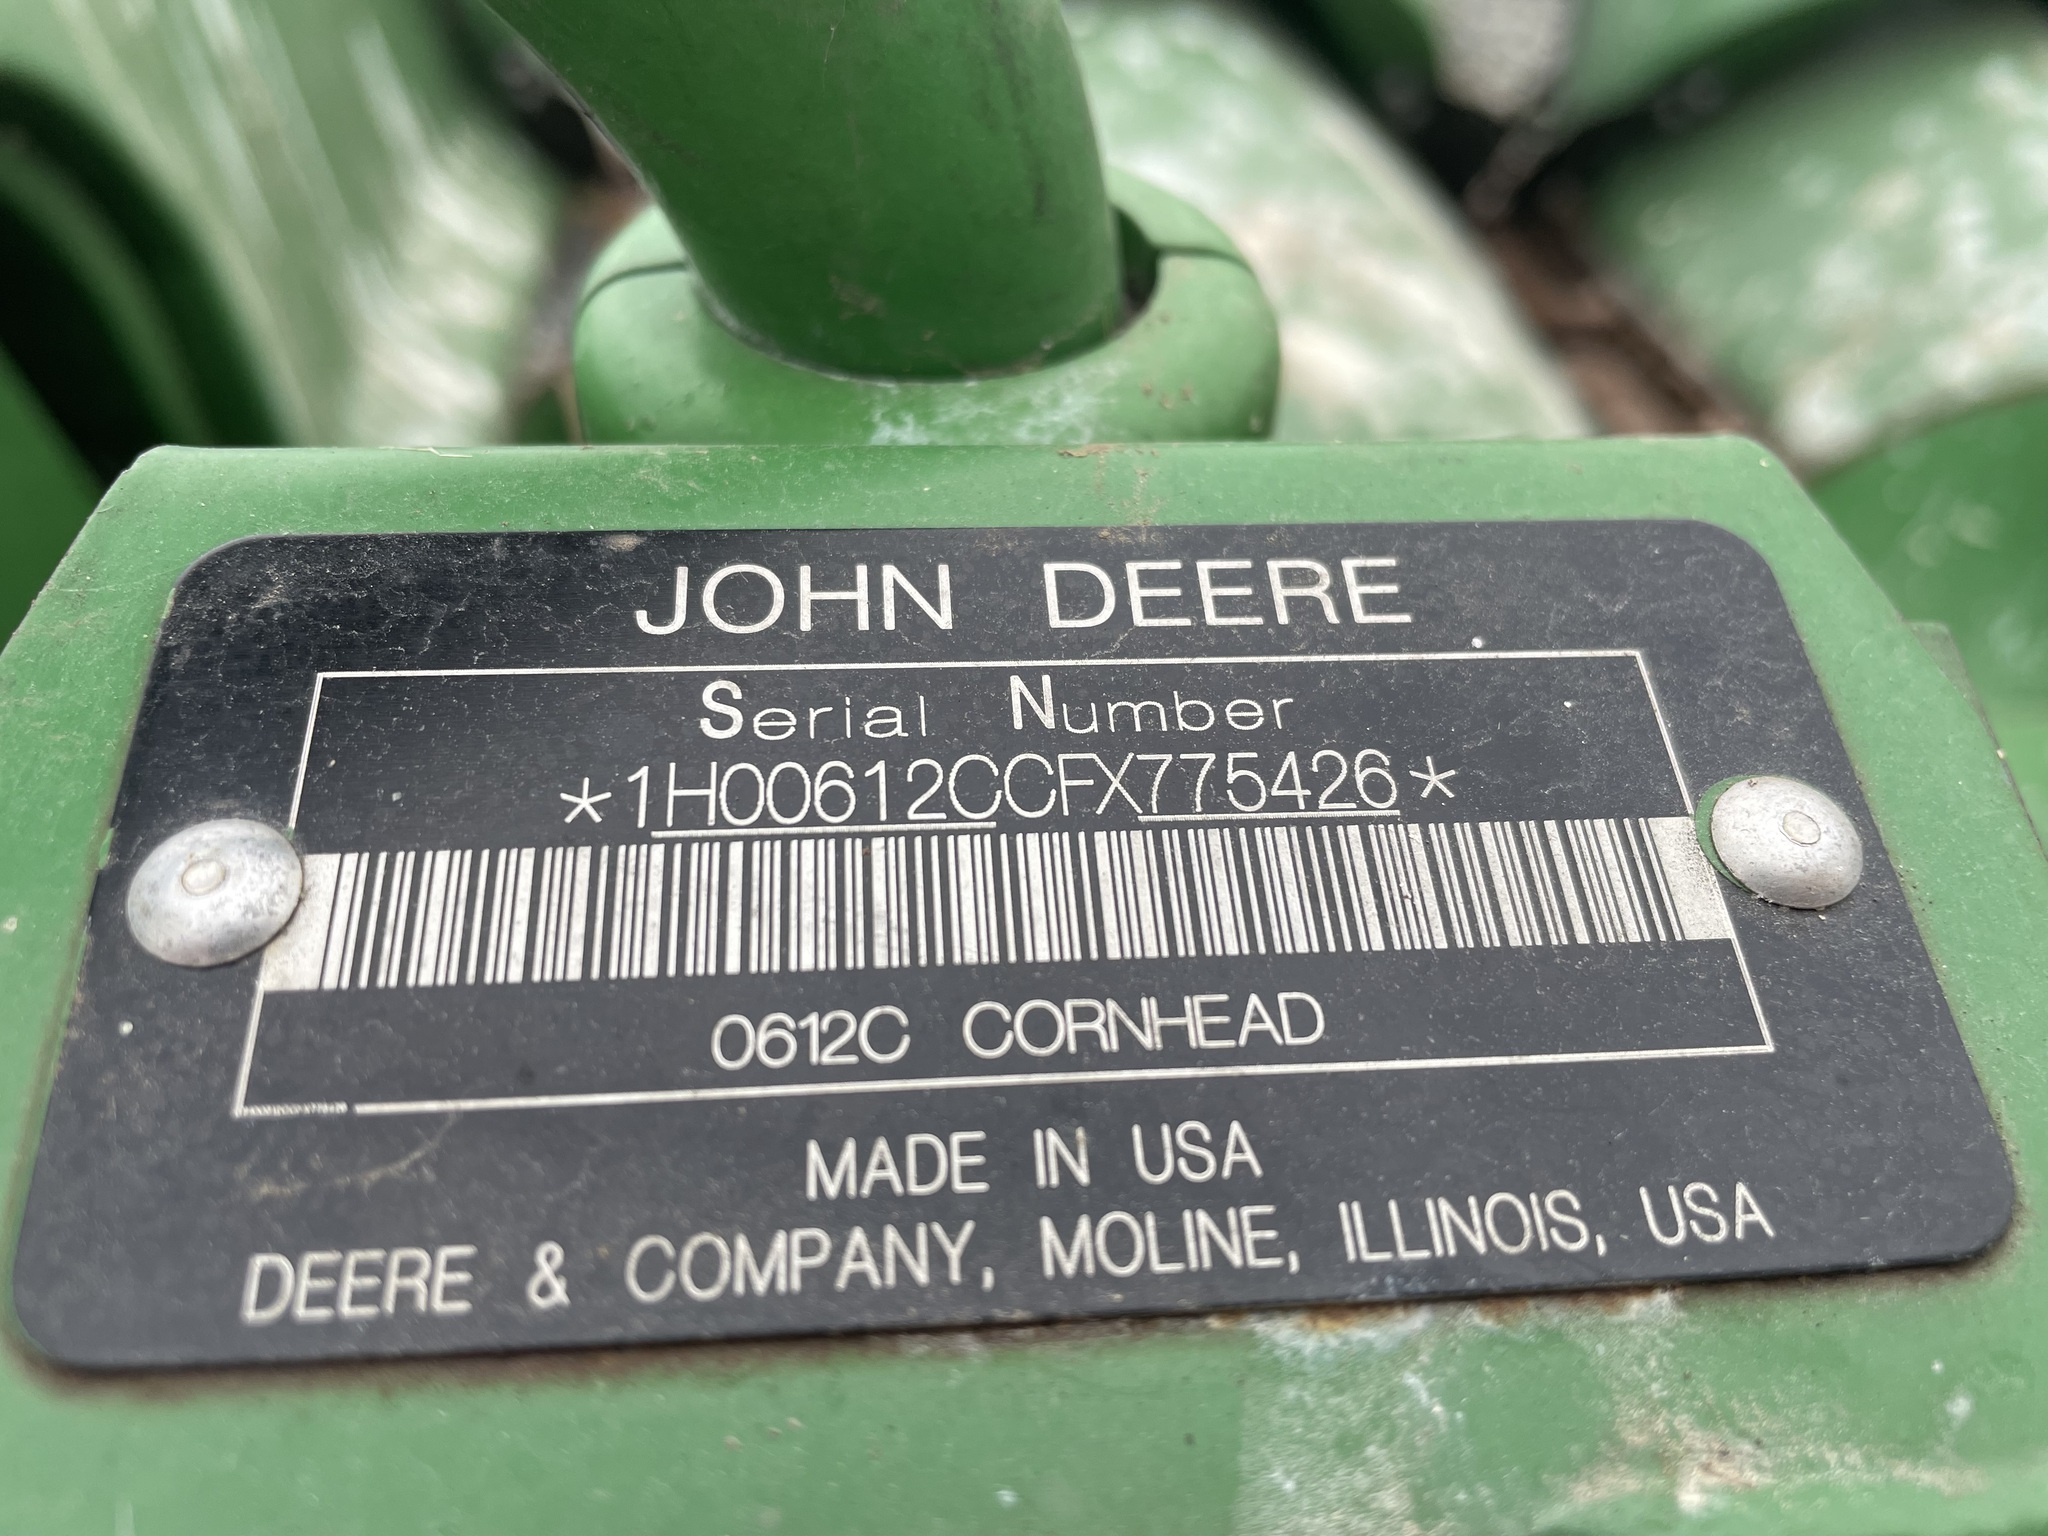 JOHN DEERE
Serial Number
*1H00612CCFX775426*
0612C CORNHEAD
MADE IN USA
DEERE & COMPANY, MOLINE, ILLINOIS, USA